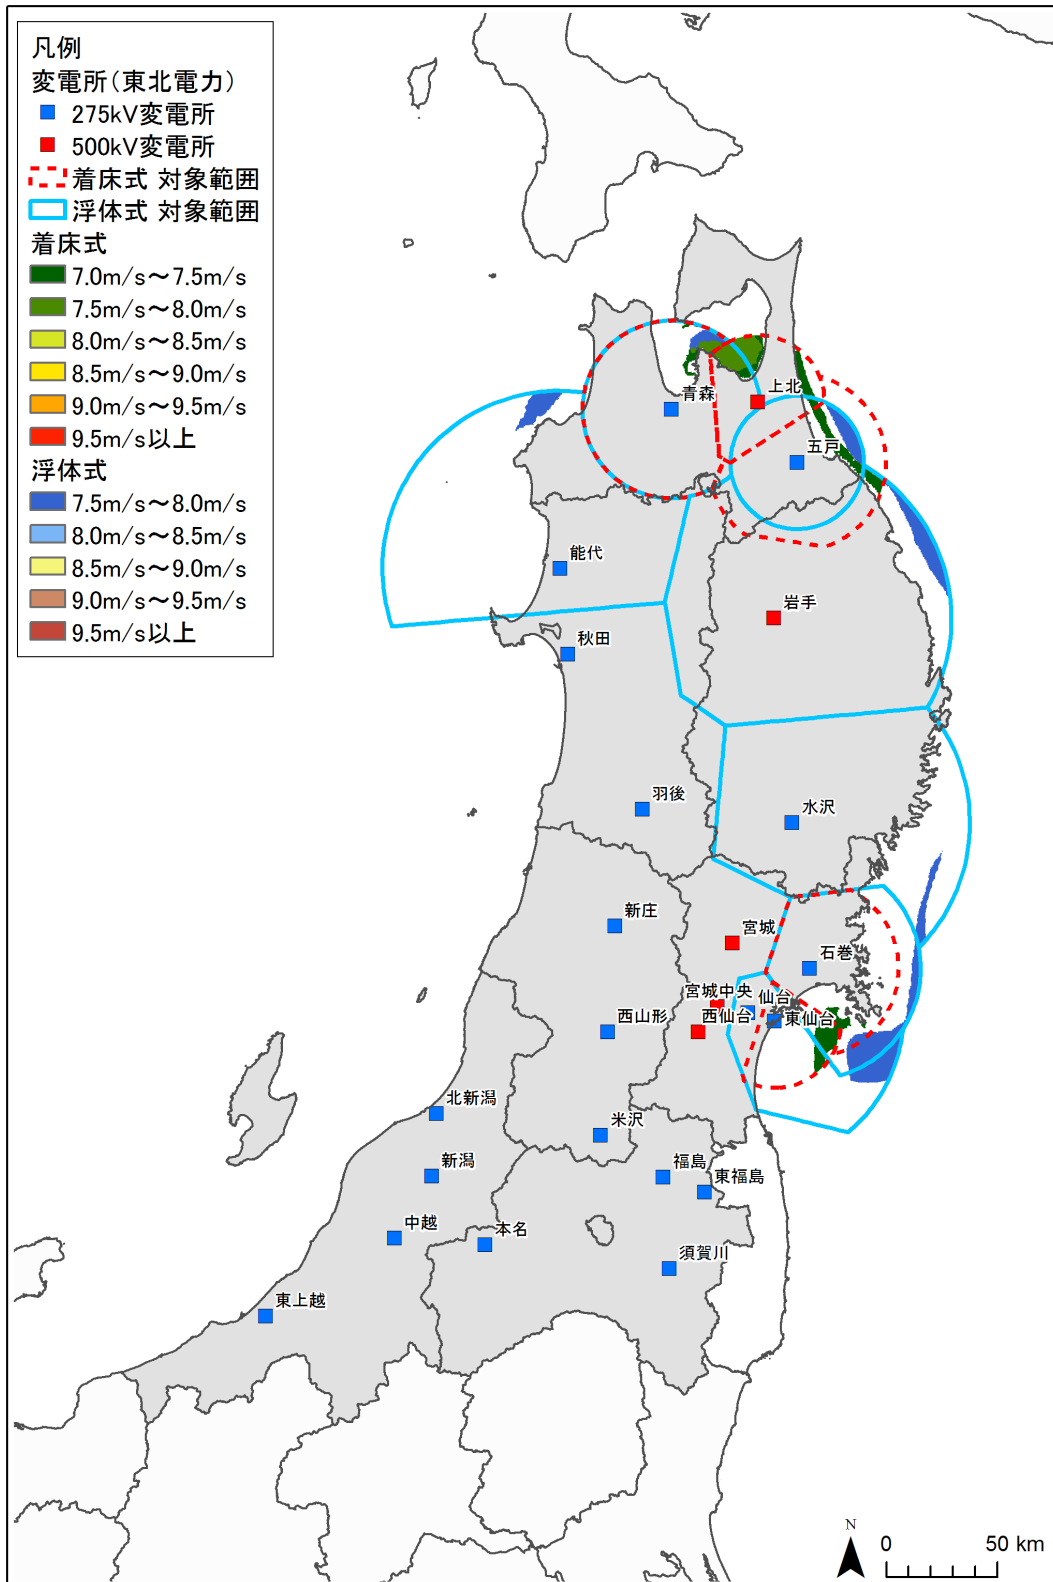 凡例
変電所(東北電力)
275kV変電所
500kV変電所
着床式 対象範囲
浮体式 対象範囲
着床式
7.0m/s～7.5m/s
7.5m/s～8.0m/s
8.0m/s～8.5m/s
8.5m/s～9.0m/s
9.0m/s～9.5m/s
9.5m/s以上
浮体式
7.5m/s～8.0m/s
8.0m/s～8.5m/s
8.5m/s～9.0m/s
9.0m/s～9.5m/s
9.5m/s以上
青森
上北
五戸
能代
岩手
秋田
羽後
水沢
新庄
宮城
石巻
宮城中央
仙台
西山形
西仙台
東仙台
北新潟
米沢
新潟
福島
東福島
中越
本名
須賀川
東上越
N
0 50 km